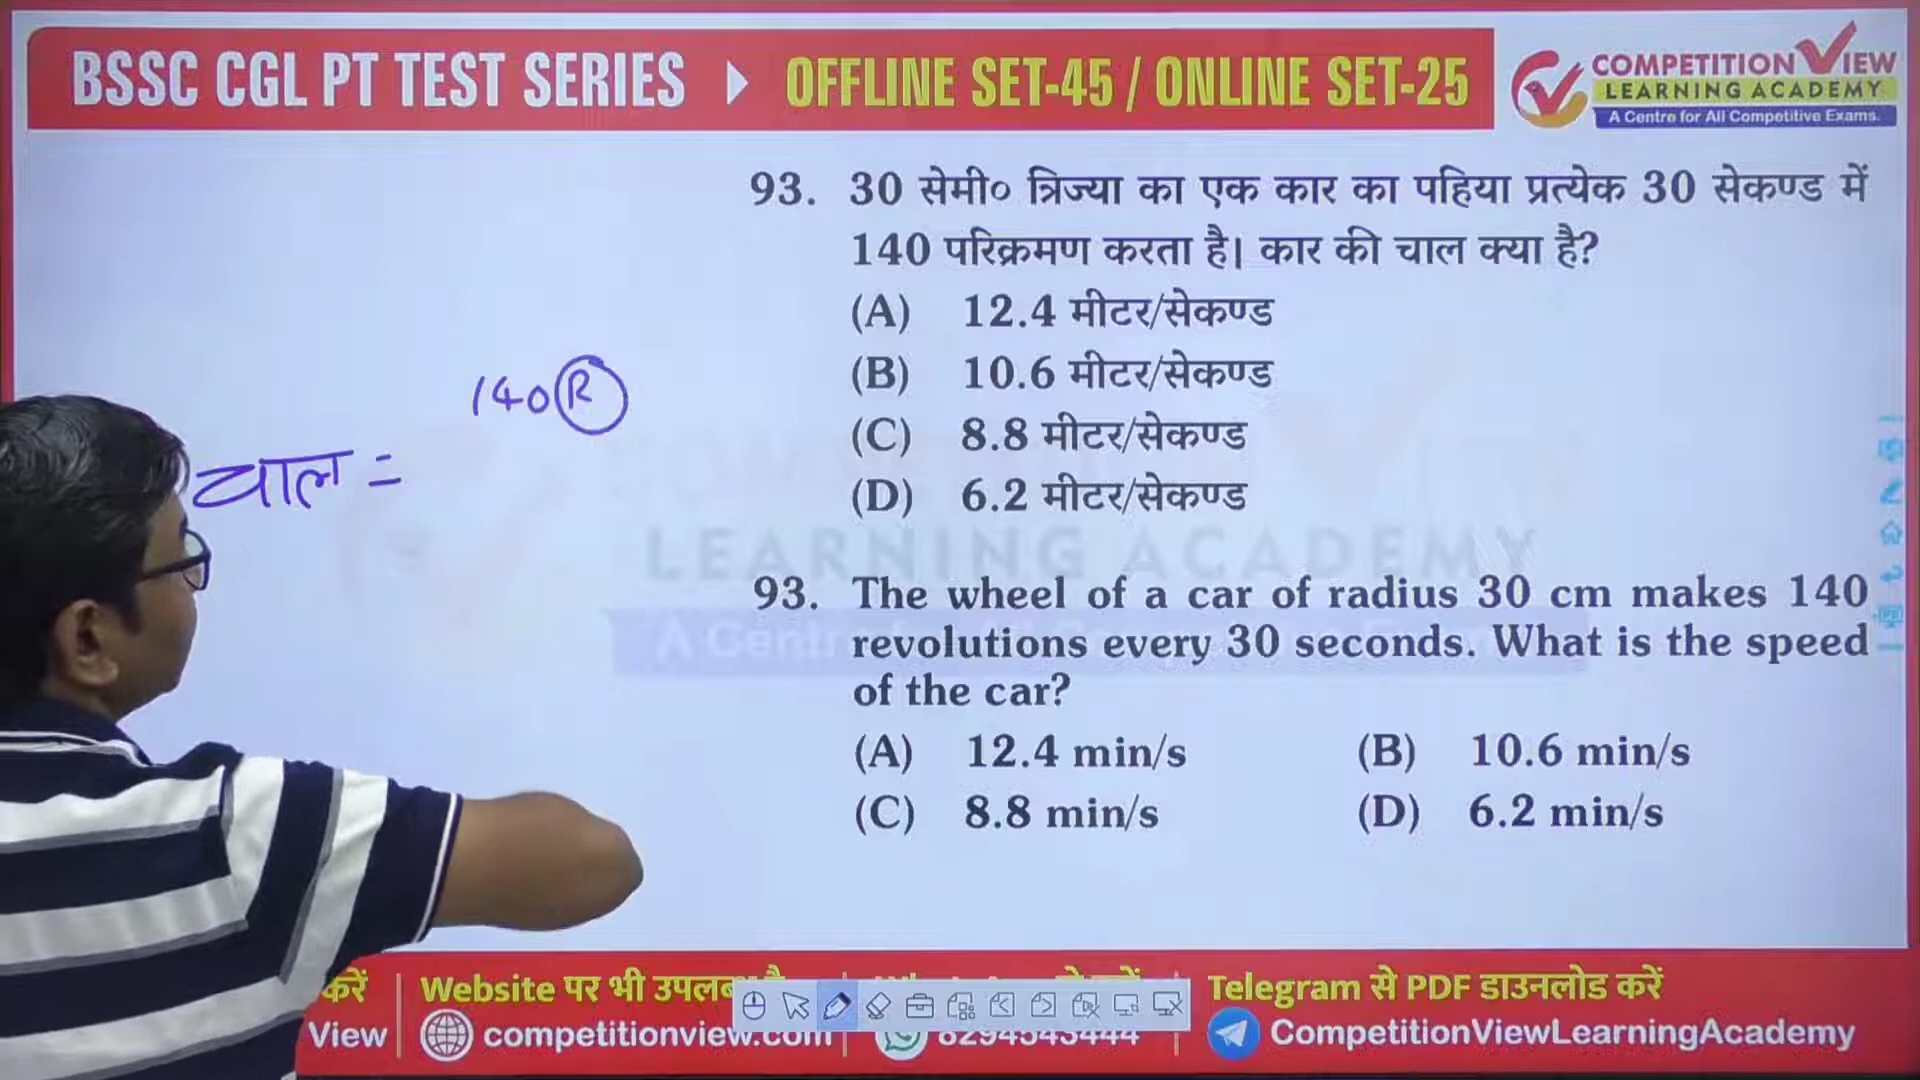 BSSC CGL PT TEST SERIES OFFLINE SET-45 / ONLINE SET-25
COMPETITION VIEW
LEARNING ACADEMY
A Centre for All Competitive Exams.
93. 30 सेमी० त्रिज्या का एक कार का पहिया प्रत्येक 30 सेकण्ड में
140 परिक्रमण करता है। कार की चाल क्या है?
(A) 12.4 मीटर/सेकण्ड
(B) 10.6 मीटर/सेकण्ड
(C) 8.8 मीटर/सेकण्ड
(D) 6.2 मीटर/सेकण्ड
140 R
चाल =
LEARNING ACADEMY
93. The wheel of a car of radius 30 cm makes 140
revolutions every 30 seconds. What is the speed
of the car?
(A) 12.4 min/s (B) 10.6 min/s
(C) 8.8 min/s (D) 6.2 min/s
करें
View
Website पर भी
competitionview.com
8294543444
Telegram से PDF डाउनलोड करें
CompetitionViewLearningAcademy